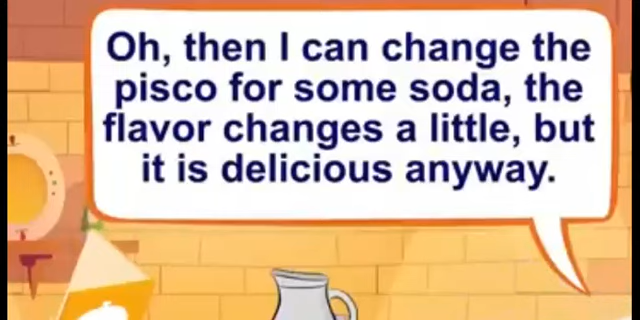 Oh, then I can change the
pisco for some soda, the
flavor changes a little, but
it is delicious anyway.